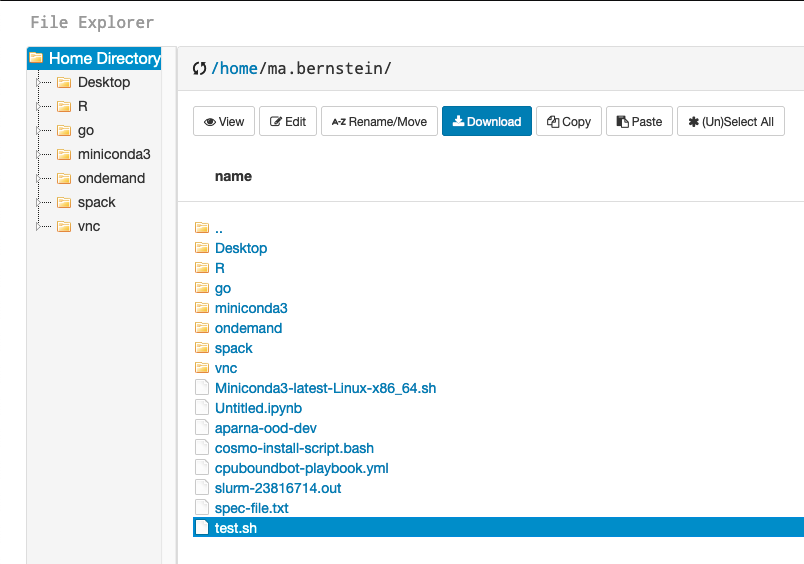 File Explorer
Home Directory
Desktop
R
go
miniconda3
ondemand
spack
vnc
/home/ma.bernstein/
View Edit A-Z Rename/Move Download Copy Paste (Un)Select All
name
..
Desktop
R
go
miniconda3
ondemand
spack
vnc
Miniconda3-latest-Linux-x86_64.sh
Untitled.ipynb
aparna-ood-dev
cosmo-install-script.bash
cpuboundbot-playbook.yml
slurm-23816714.out
spec-file.txt
test.sh